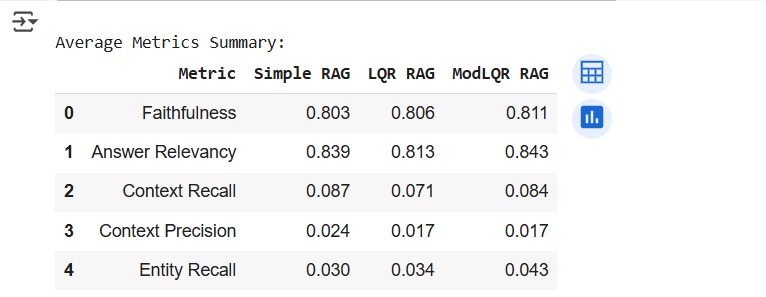 Average Metrics Summary:
Metric Simple RAG LQR RAG ModLQR RAG
0 Faithfulness 0.803 0.806 0.811
1 Answer Relevancy 0.839 0.813 0.843
2 Context Recall 0.087 0.071 0.084
3 Context Precision 0.024 0.017 0.017
4 Entity Recall 0.030 0.034 0.043